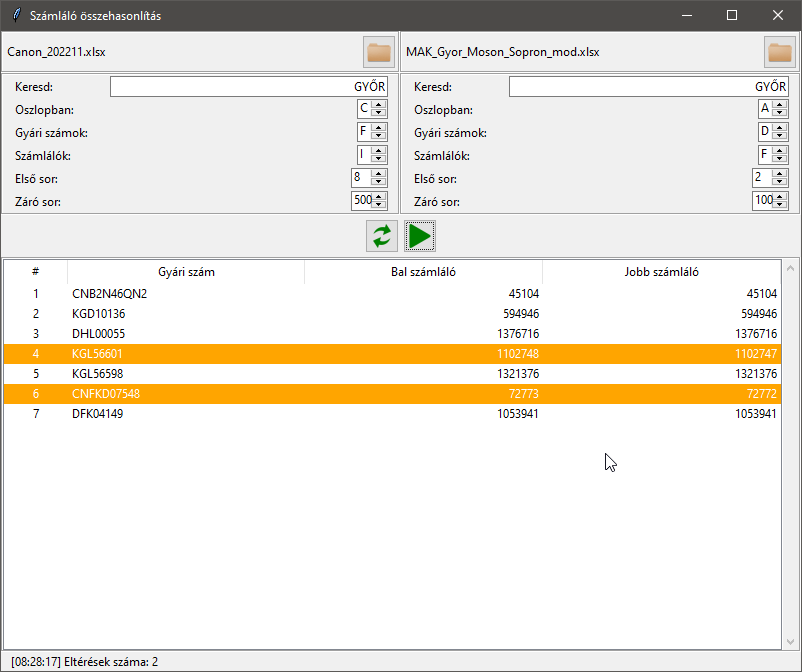 Számláló összehasonlítás
Canon_202211.xlsx
MAK_Gyor_Moson_Sopron_mod.xlsx
Keresd: GYŐR
Oszlopban: C
Gyári számok: F
Számlálók: I
Első sor: 8
Záró sor: 500
Keresd: GYŐR
Oszlopban: A
Gyári számok: D
Számlálók: F
Első sor: 2
Záró sor: 100
# Gyári szám Bal számláló Jobb számláló
1 CNB2N46QN2 45104 45104
2 KGD10136 594946 594946
3 DHL00055 1376716 1376716
4 KGL56601 1102748 1102747
5 KGL56598 1321376 1321376
6 CNFKD07548 72773 72772
7 DFK04149 1053941 1053941
[08:28:17] Eltérések száma: 2